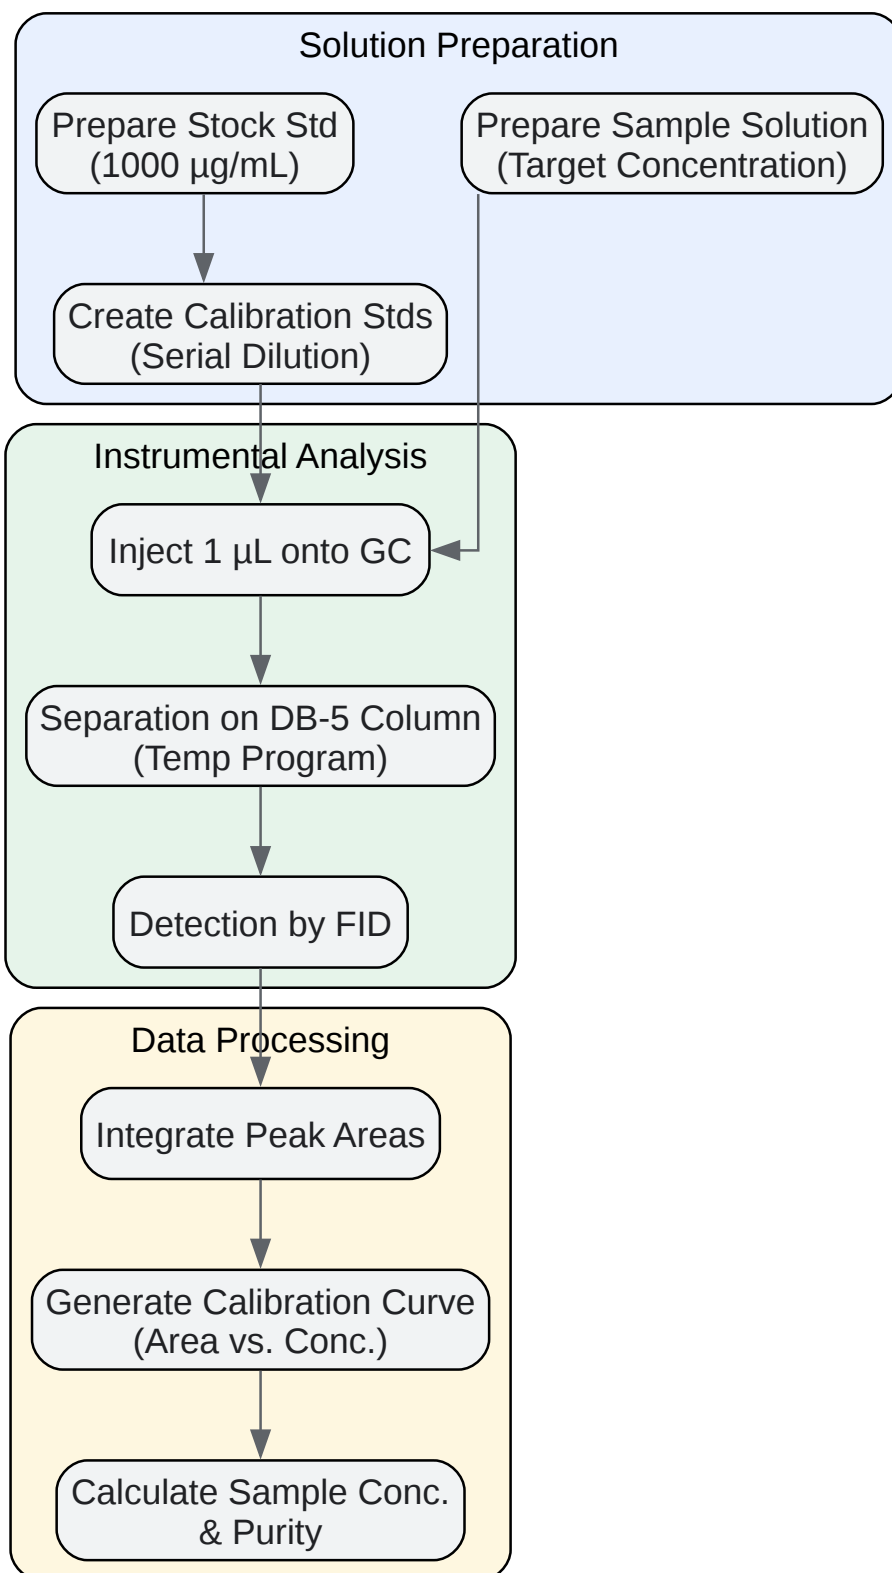 Solution Preparation
Prepare Stock Std
(1000 µg/mL)
Prepare Sample Solution
(Target Concentration)
Create Calibration Stds
(Serial Dilution)
Instrumental Analysis
Inject 1 µL onto GC
Separation on DB-5 Column
(Temp Program)
Detection by FID
Data Processing
Integrate Peak Areas
Generate Calibration Curve
(Area vs. Conc.)
Calculate Sample Conc.
& Purity